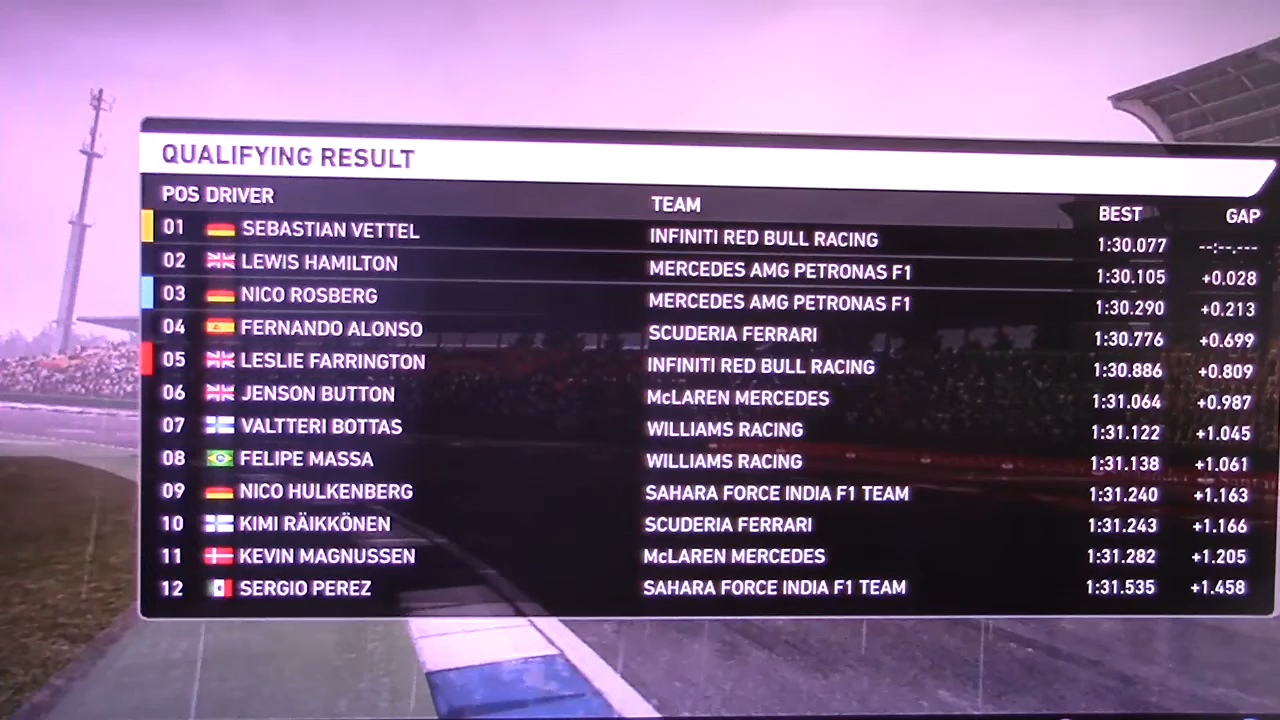 QUALIFYING RESULT
POS DRIVER TEAM BEST GAP
01 SEBASTIAN VETTEL INFINITI RED BULL RACING 1:30.077 --:--.---
02 LEWIS HAMILTON MERCEDES AMG PETRONAS F1 1:30.105 +0.028
03 NICO ROSBERG MERCEDES AMG PETRONAS F1 1:30.290 +0.213
04 FERNANDO ALONSO SCUDERIA FERRARI 1:30.776 +0.699
05 LESLIE FARRINGTON INFINITI RED BULL RACING 1:30.886 +0.809
06 JENSON BUTTON McLAREN MERCEDES 1:31.064 +0.987
07 VALTTERI BOTTAS WILLIAMS RACING 1:31.122 +1.045
08 FELIPE MASSA WILLIAMS RACING 1:31.138 +1.061
09 NICO HULKENBERG SAHARA FORCE INDIA F1 TEAM 1:31.240 +1.163
10 KIMI RÄIKKÖNEN SCUDERIA FERRARI 1:31.243 +1.166
11 KEVIN MAGNUSSEN McLAREN MERCEDES 1:31.282 +1.205
12 SERGIO PEREZ SAHARA FORCE INDIA F1 TEAM 1:31.535 +1.458